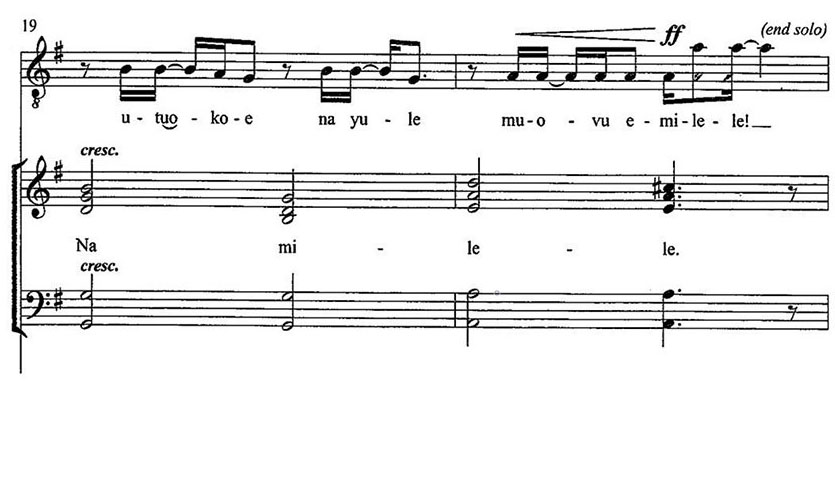 19
ff (end solo)
u - tuo - ko - e na yu - le mu - o - vu e - mi - le - le!
cresc.
Na mi - le - le.
cresc.